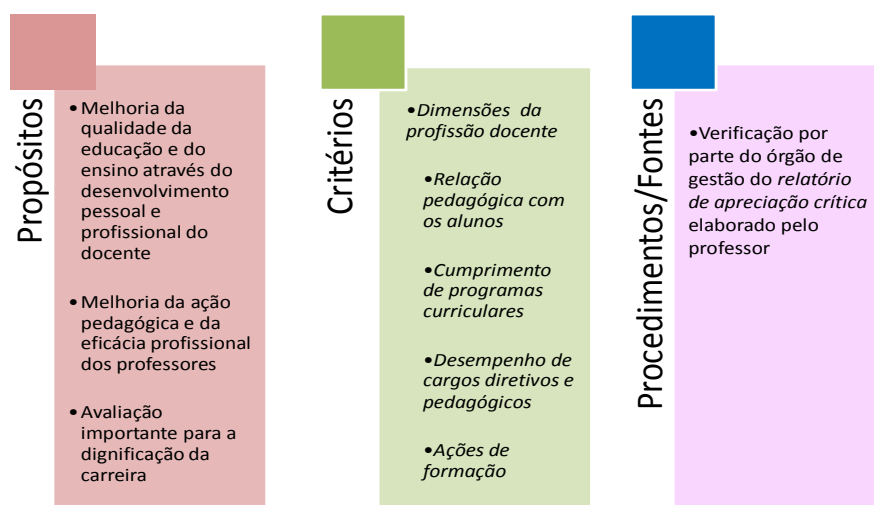 Propósitos
•Melhoria da
qualidade da
educação e do
ensino através do
desenvolvimento
pessoal e
profissional do
docente
•Melhoria da ação
pedagógica e da
eficácia profissional
dos professores
•Avaliação
importante para a
dignificação da
carreira
Critérios
•Dimensões da
profissão docente
•Relação
pedagógica com
os alunos
•Cumprimento
de programas
curriculares
•Desempenho de
cargos diretivos e
pedagógicos
•Ações de
formação
Procedimentos/Fontes
•Verificação por
parte do órgão de
gestão do relatório
de apreciação crítica
elaborado pelo
professor